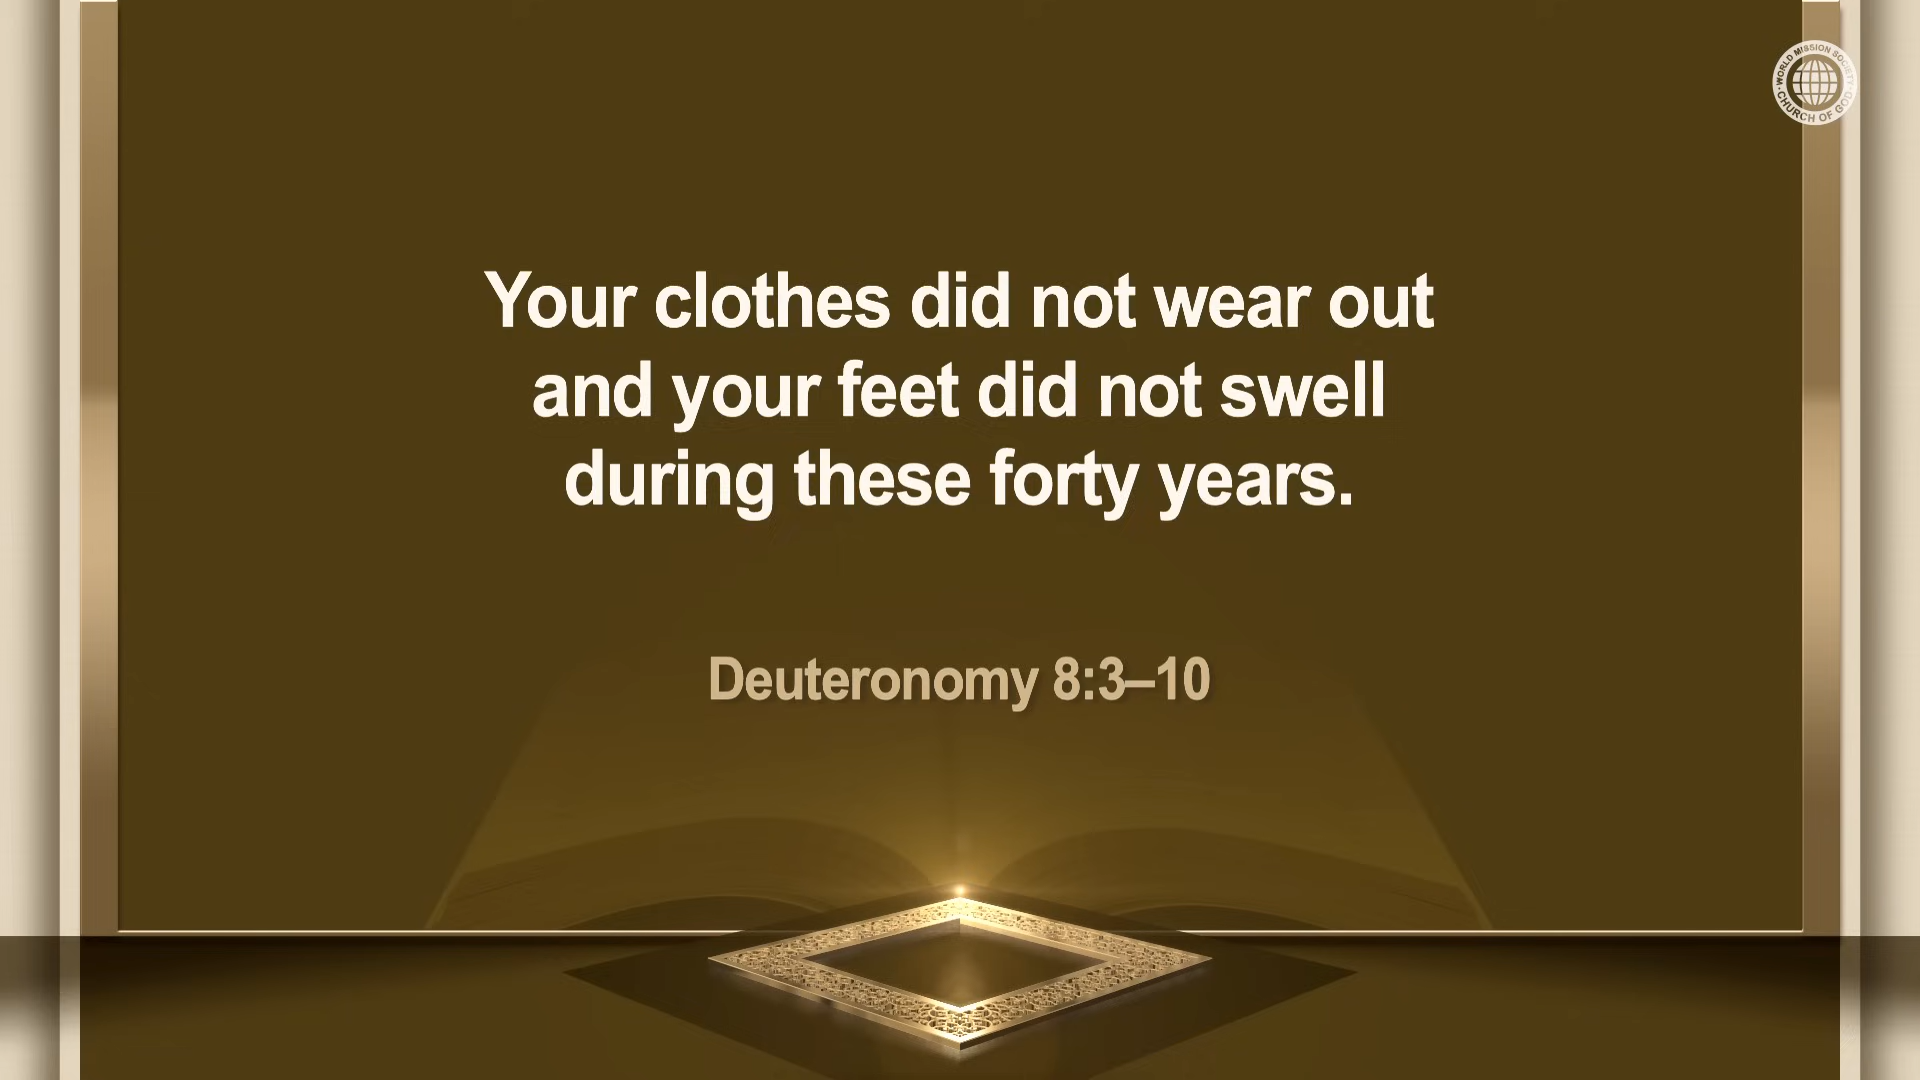 WORLD MISSION SOCIETY
CHURCH OF GOD
Your clothes did not wear out
and your feet did not swell
during these forty years.
Deuteronomy 8:3–10